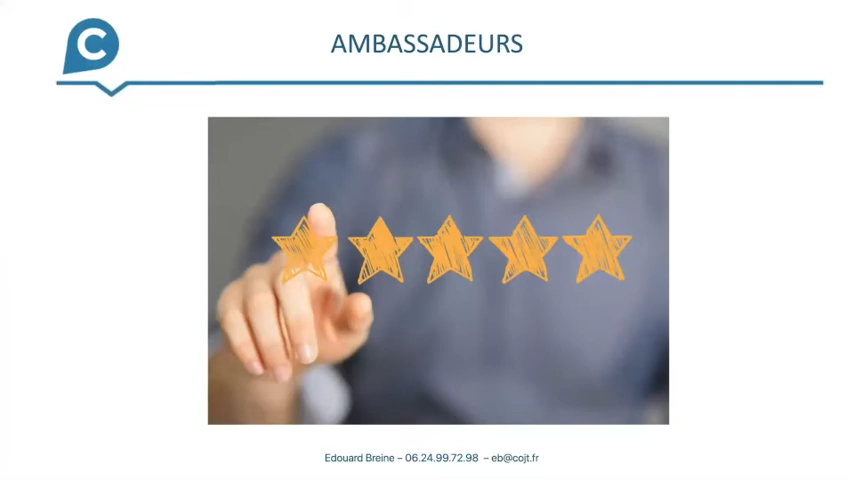 C
AMBASSADEURS
Edouard Breine – 06.24.99.72.98 – eb@cojt.fr